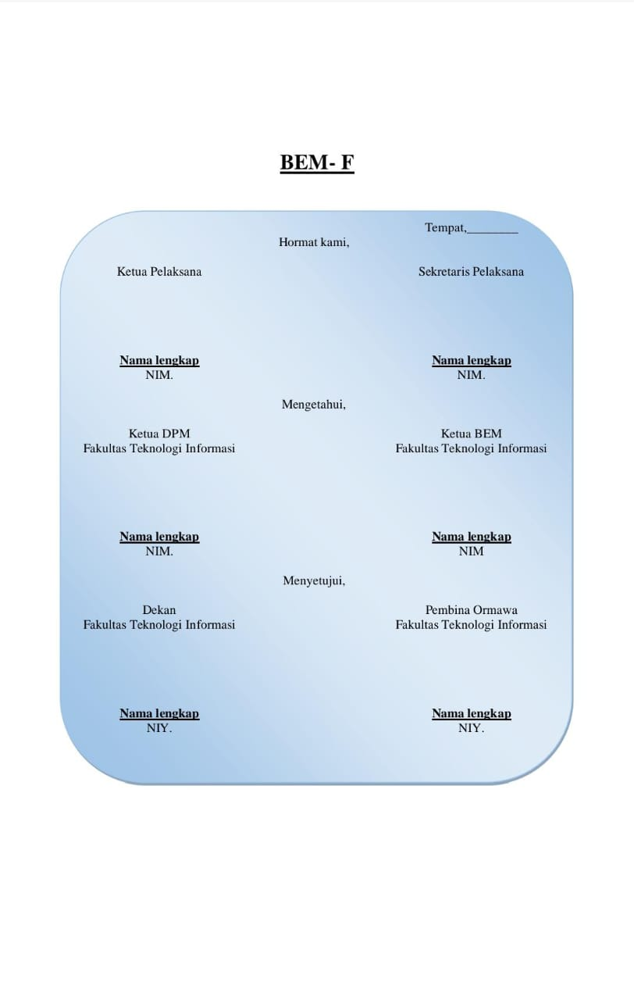 BEM- F
Tempat,________
Hormat kami,
Ketua Pelaksana Sekretaris Pelaksana
Nama lengkap Nama lengkap
NIM. NIM.
Mengetahui,
Ketua DPM Ketua BEM
Fakultas Teknologi Informasi Fakultas Teknologi Informasi
Nama lengkap Nama lengkap
NIM. NIM
Menyetujui,
Dekan Pembina Ormawa
Fakultas Teknologi Informasi Fakultas Teknologi Informasi
Nama lengkap Nama lengkap
NIY. NIY.